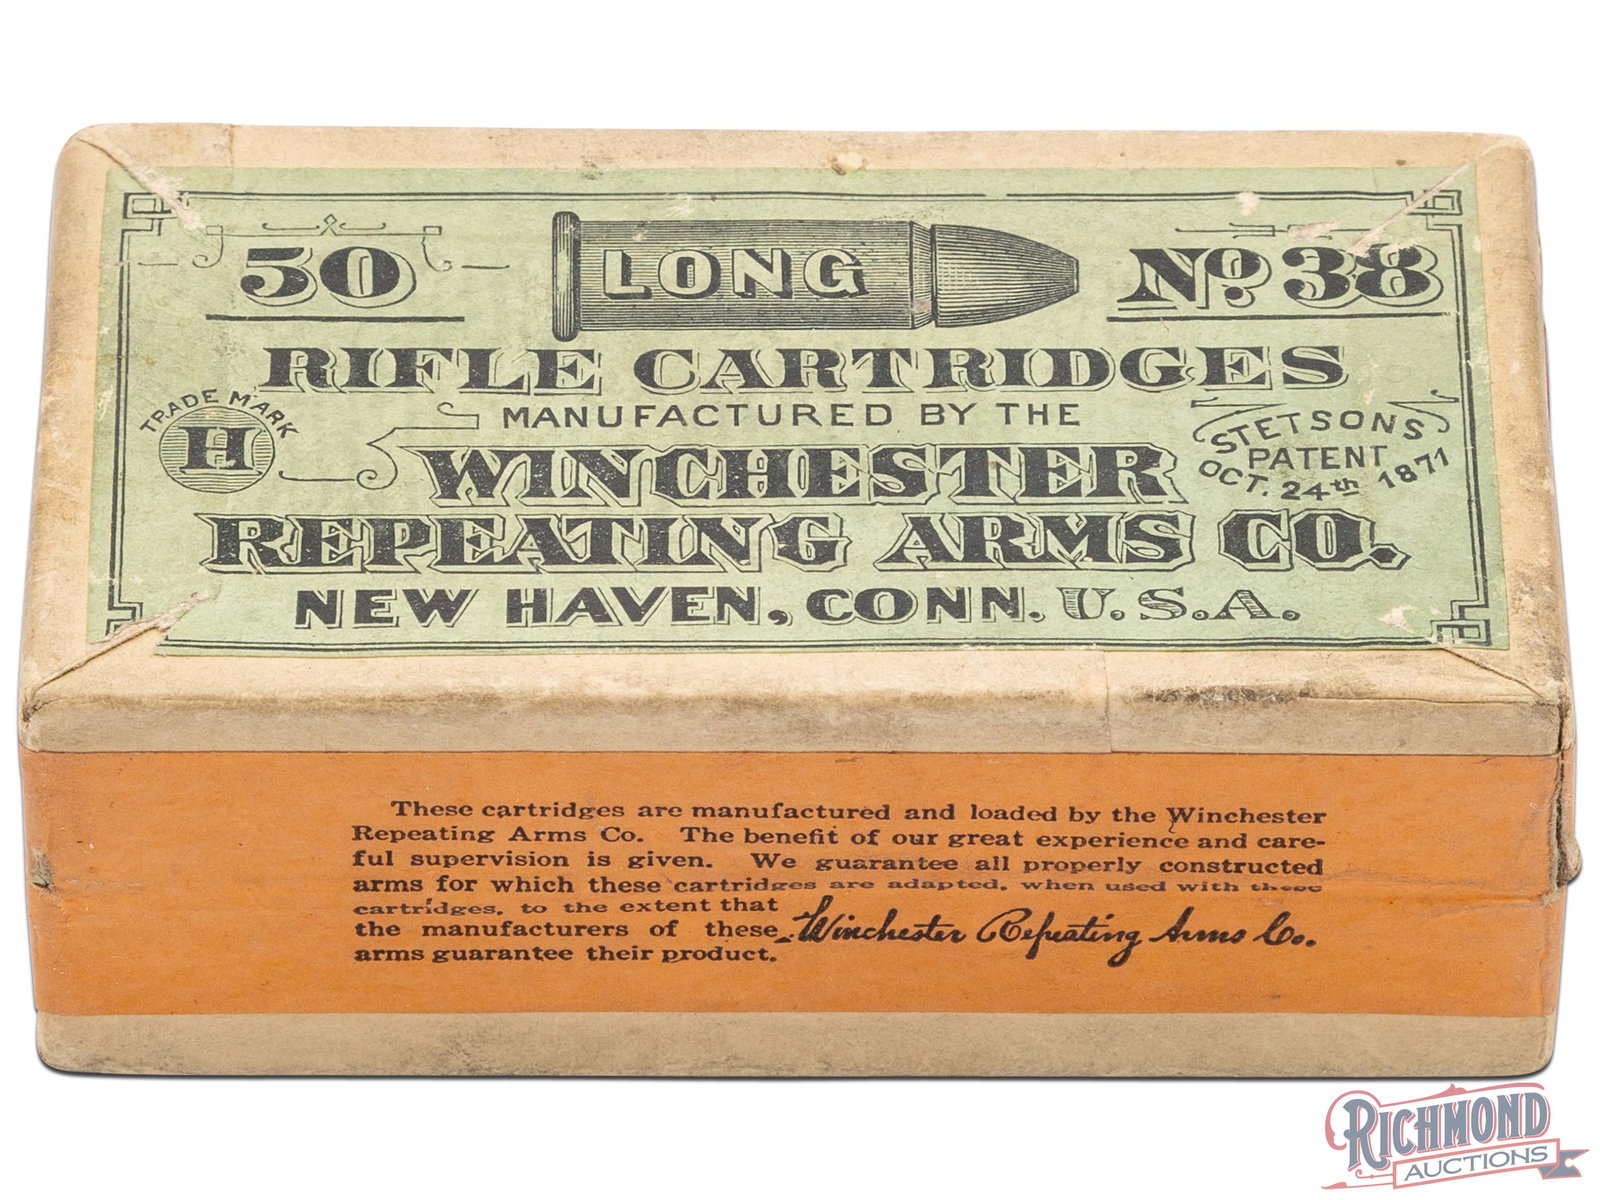 50 LONG No. 38
RIFLE CARTRIDGES
TRADE MARK
H
MANUFACTURED BY THE
STETSONS
PATENT
OCT. 24th 1871
WINCHESTER
REPEATING ARMS CO.
NEW HAVEN, CONN. U.S.A.
These cartridges are manufactured and loaded by the Winchester
Repeating Arms Co. The benefit of our great experience and care-
ful supervision is given. We guarantee all properly constructed
arms for which these cartridges are adapted, when used with these
cartridges, to the extent that
the manufacturers of these
arms guarantee their product.
Winchester Repeating Arms Co.
RICHMOND
AUCTIONS